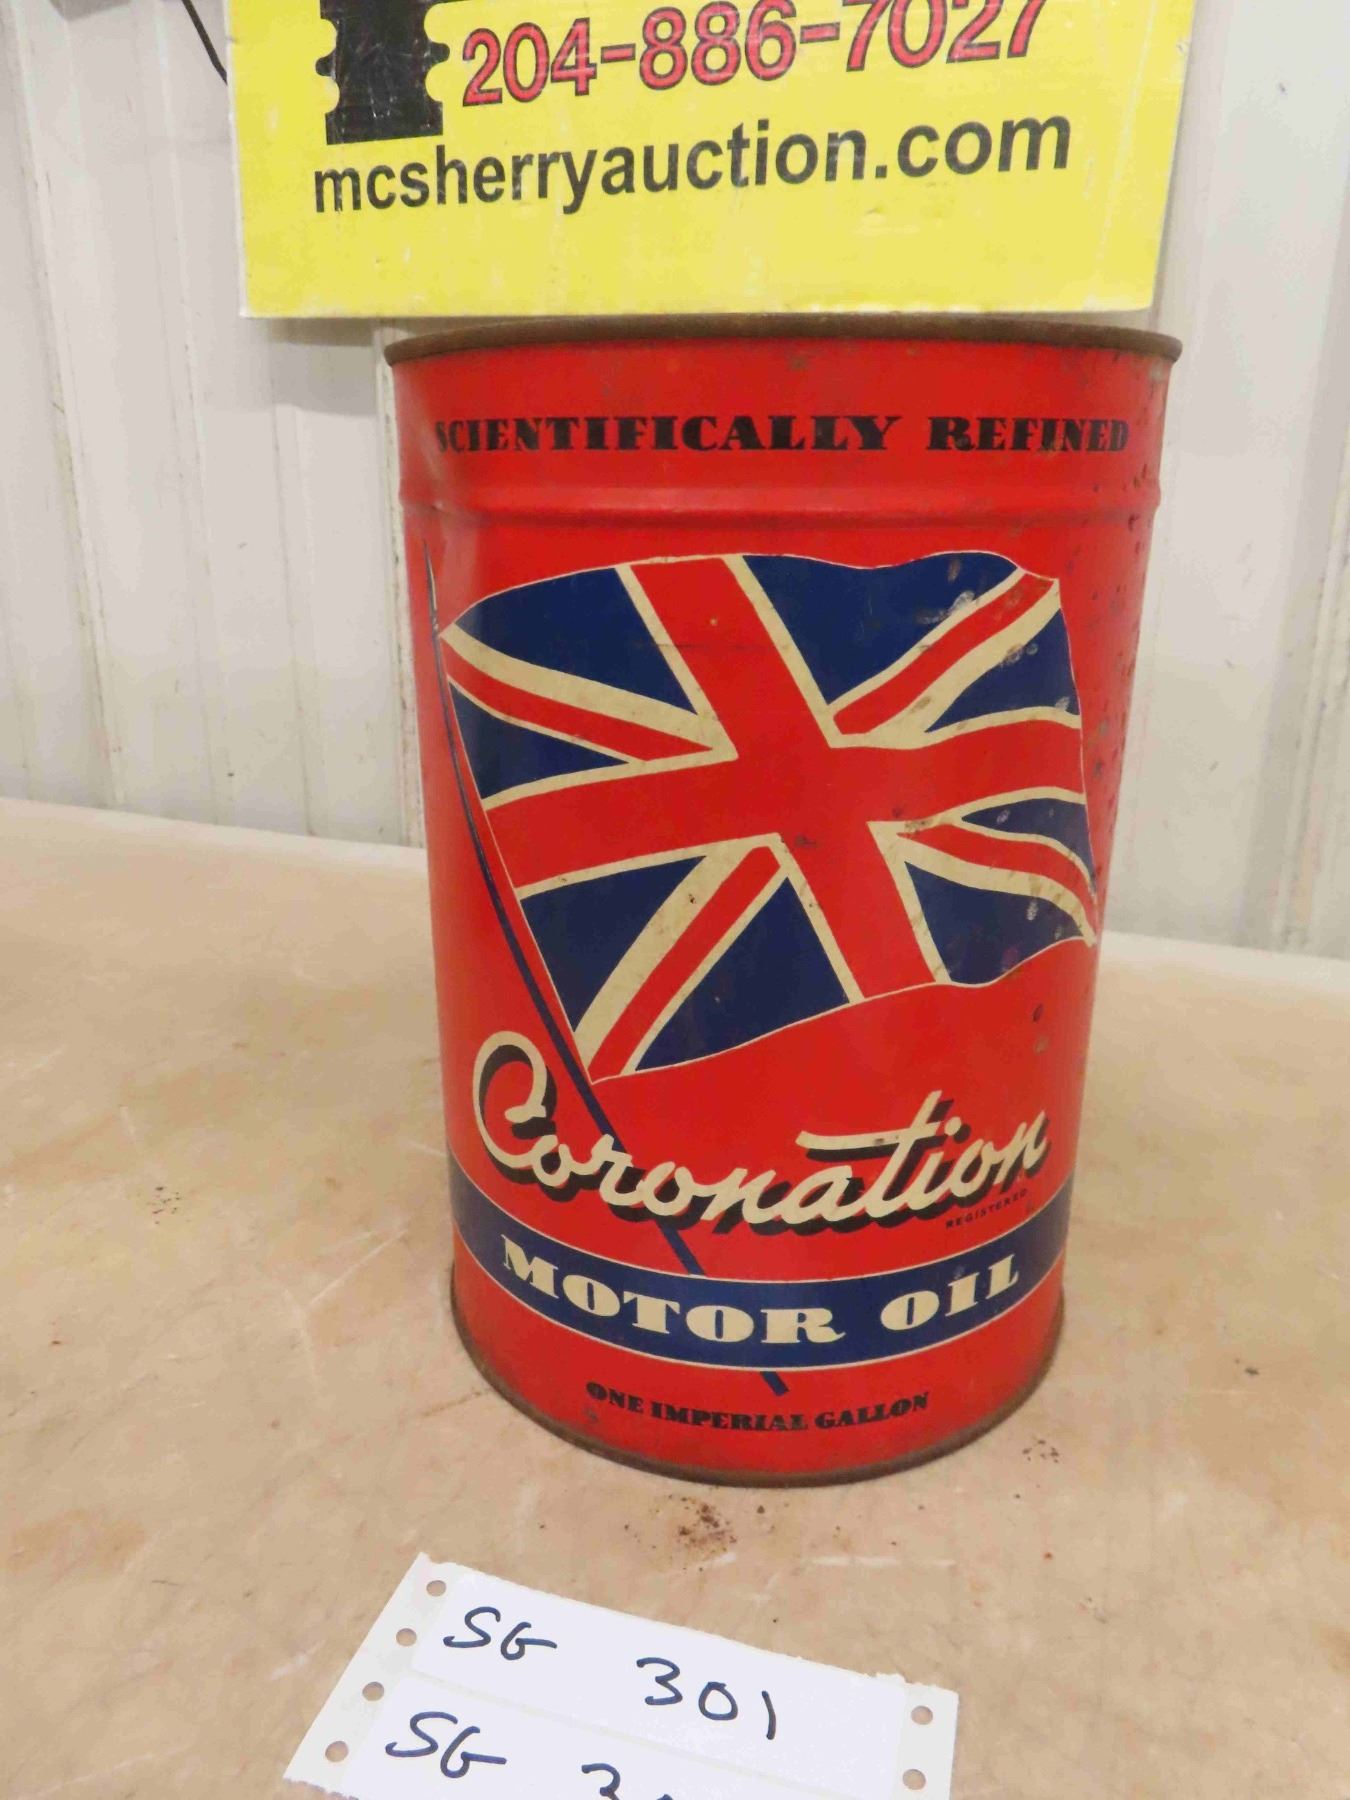 204-886-7027
mcsherryauction.com
SCIENTIFICALLY REFINED
Coronation
REGISTERED
MOTOR OIL
ONE IMPERIAL GALLON
SG 301
SG